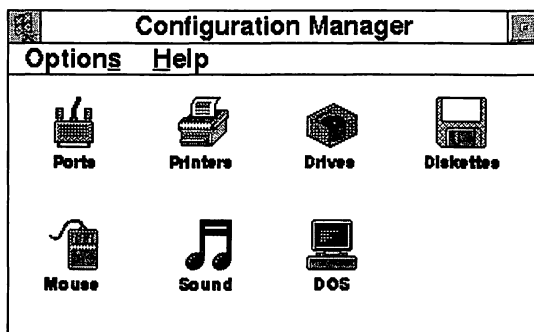 Configuration Manager
Options Help
Ports Printers Drives Diskettes
Mouse Sound DOS